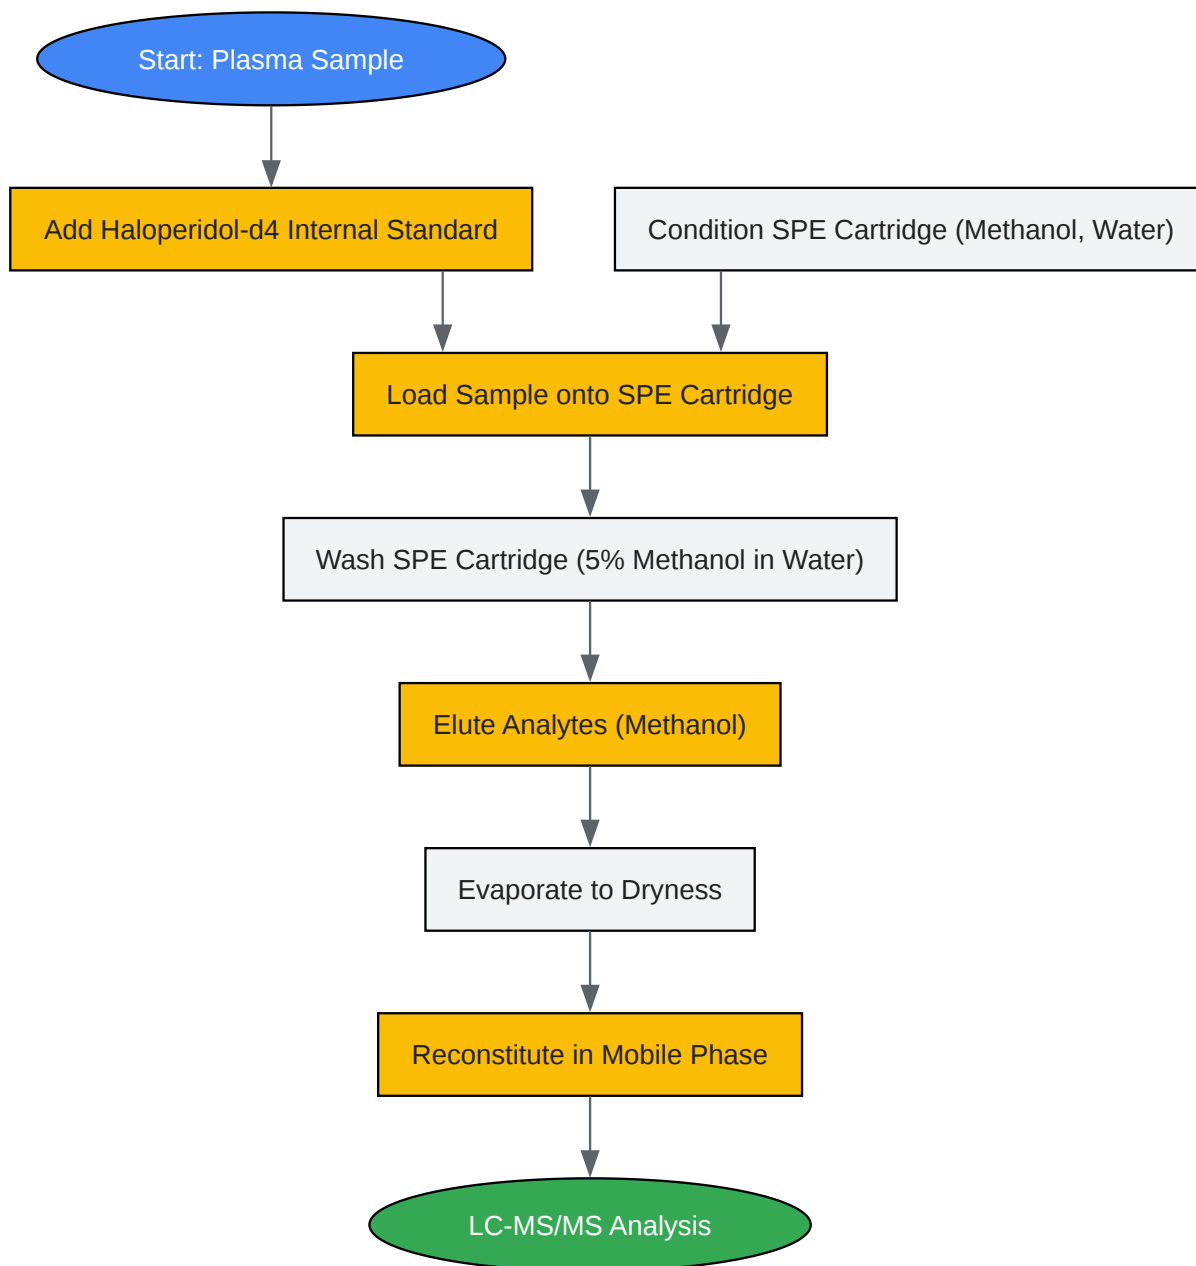 Start: Plasma Sample
Add Haloperidol-d4 Internal Standard
Condition SPE Cartridge (Methanol, Water)
Load Sample onto SPE Cartridge
Wash SPE Cartridge (5% Methanol in Water)
Elute Analytes (Methanol)
Evaporate to Dryness
Reconstitute in Mobile Phase
LC-MS/MS Analysis